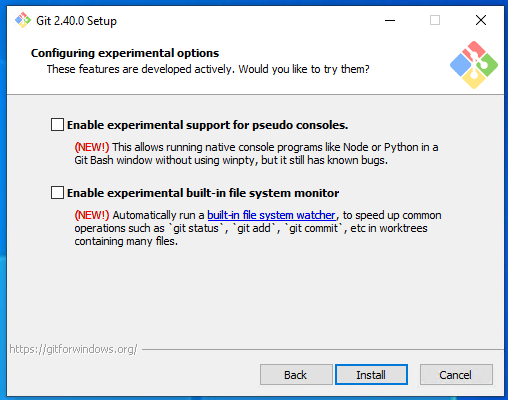 Git 2.40.0 Setup
Configuring experimental options
These features are developed actively. Would you like to try them?
Enable experimental support for pseudo consoles.
(NEW!) This allows running native console programs like Node or Python in a
Git Bash window without using winpty, but it still has known bugs.
Enable experimental built-in file system monitor
(NEW!) Automatically run a built-in file system watcher, to speed up common
operations such as `git status`, `git add`, `git commit`, etc in worktrees
containing many files.
https://gitforwindows.org/
Back
Install
Cancel